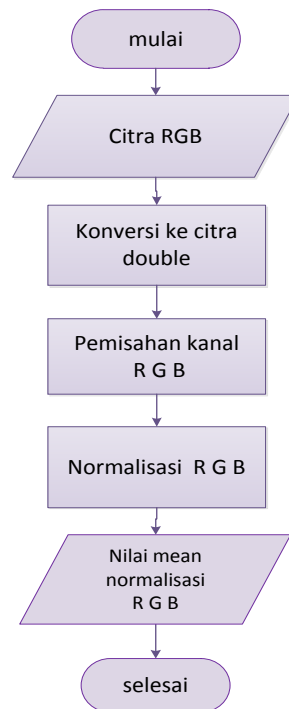 mulai
Citra RGB
Konversi ke citra
double
Pemisahan kanal
R G B
Normalisasi R G B
Nilai mean
normalisasi
R G B
selesai